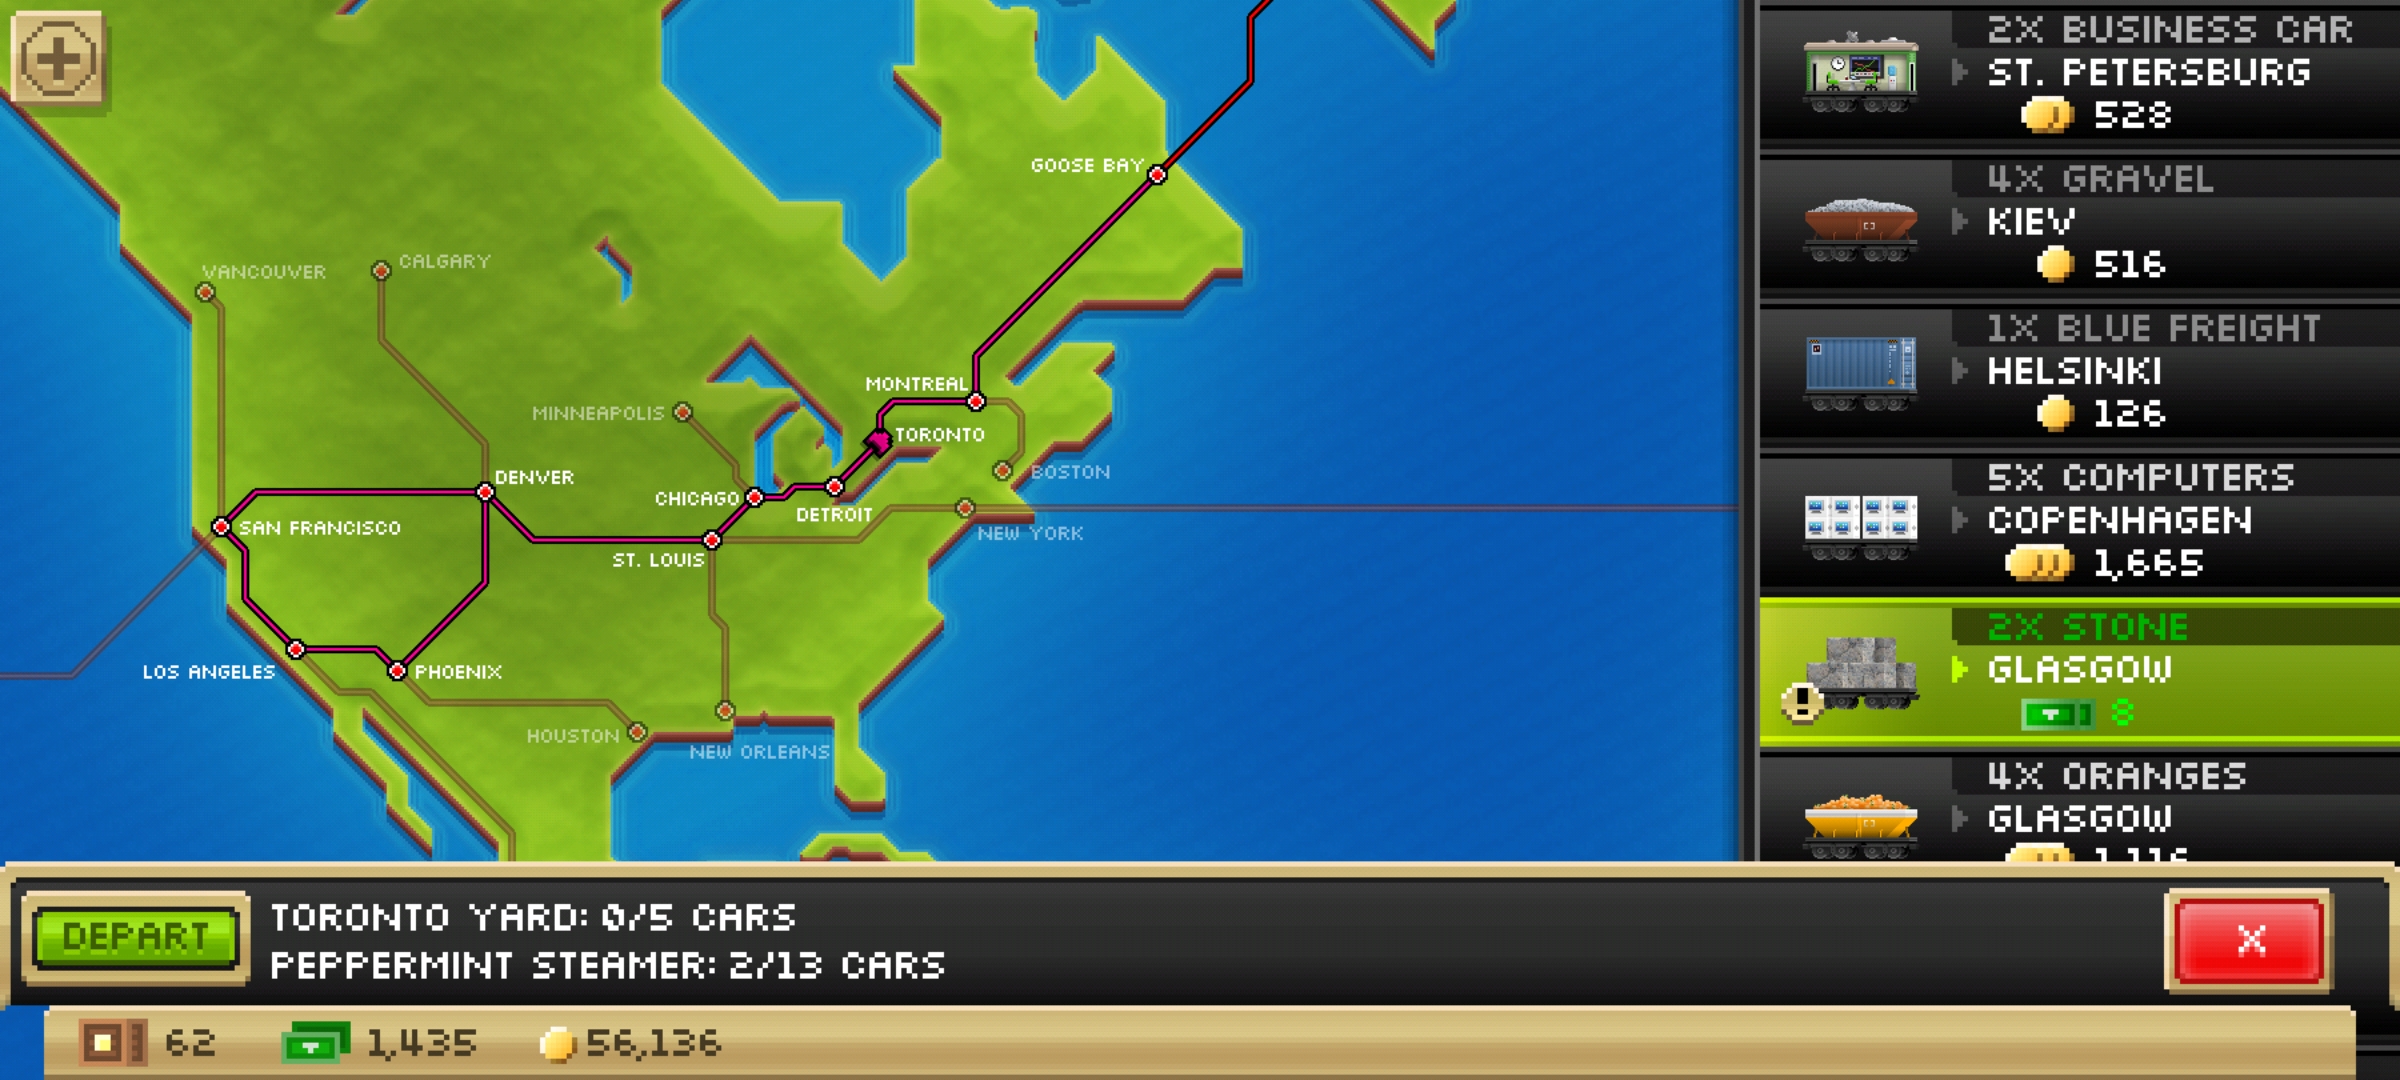 GOOSE BAY
VANCOUVER
CALGARY
MINNEAPOLIS
MONTREAL
TORONTO
BOSTON
DENVER
CHICAGO
DETROIT
NEW YORK
SAN FRANCISCO
ST. LOUIS
LOS ANGELES
PHOENIX
HOUSTON
NEW ORLEANS
2X BUSINESS CAR
ST. PETERSBURG
528
4X GRAVEL
KIEV
516
1X BLUE FREIGHT
HELSINKI
126
5X COMPUTERS
COPENHAGEN
1,665
2X STONE
GLASGOW
8
4X ORANGES
GLASGOW
1,116
DEPART
TORONTO YARD: 0/5 CARS
PEPPERMINT STEAMER: 2/13 CARS
X
62
1,435
56,136